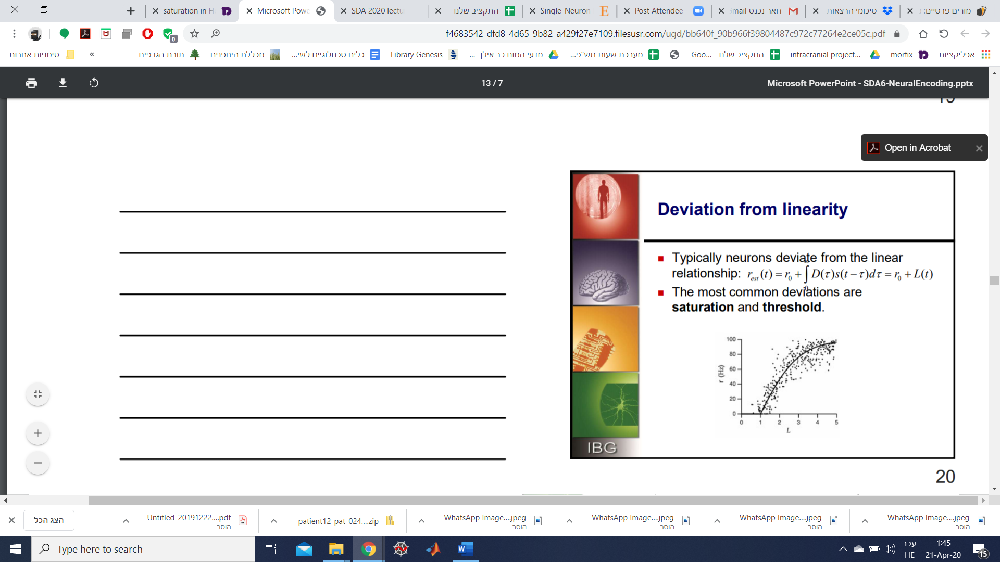 saturation in H
Microsoft Powe
SDA 2020 lectu
התקציב שלנו -
Single-Neuron
Post Attendee -
דואר נכנס Gmail
סיכומי הרצאות
מורים פרטיים:
f4683542-dfd8-4d65-9b82-a429f27e7109.filesusr.com/ugd/bb640f_90b966f39804487c972c77264e2ce05c.pdf
אפליקציות
morfix
intracranial project...
התקציב שלנו - Goo...
מערכת שעות תש"פ...
מדעי המוח בר אילן -...
Library Genesis
כלים טכנולוגיים לשי...
מכללת היחפנים
תורת הגרפים
»
סימניות אחרות
0
13 / 7
Microsoft PowerPoint - SDA6-NeuralEncoding.pptx
19
Open in Acrobat
Deviation from linearity
Typically neurons deviate from the linear
relationship: r_est(t) = r_0 + ∫_0^∞ D(τ)s(t − τ)dτ = r_0 + L(t)
The most common deviations are
saturation and threshold.
100
80
60
40
20
0
r (Hz)
0 1 2 3 4 5
L
IBG
20
הצג הכל
Untitled_20191222....pdf
הוסר
patient12_pat_024....zip
WhatsApp Image....jpeg
הוסר
WhatsApp Image....jpeg
הוסר
WhatsApp Image....jpeg
הוסר
WhatsApp Image....jpeg
הוסר
Type here to search
עבר
HE
1:45
21-Apr-20
15